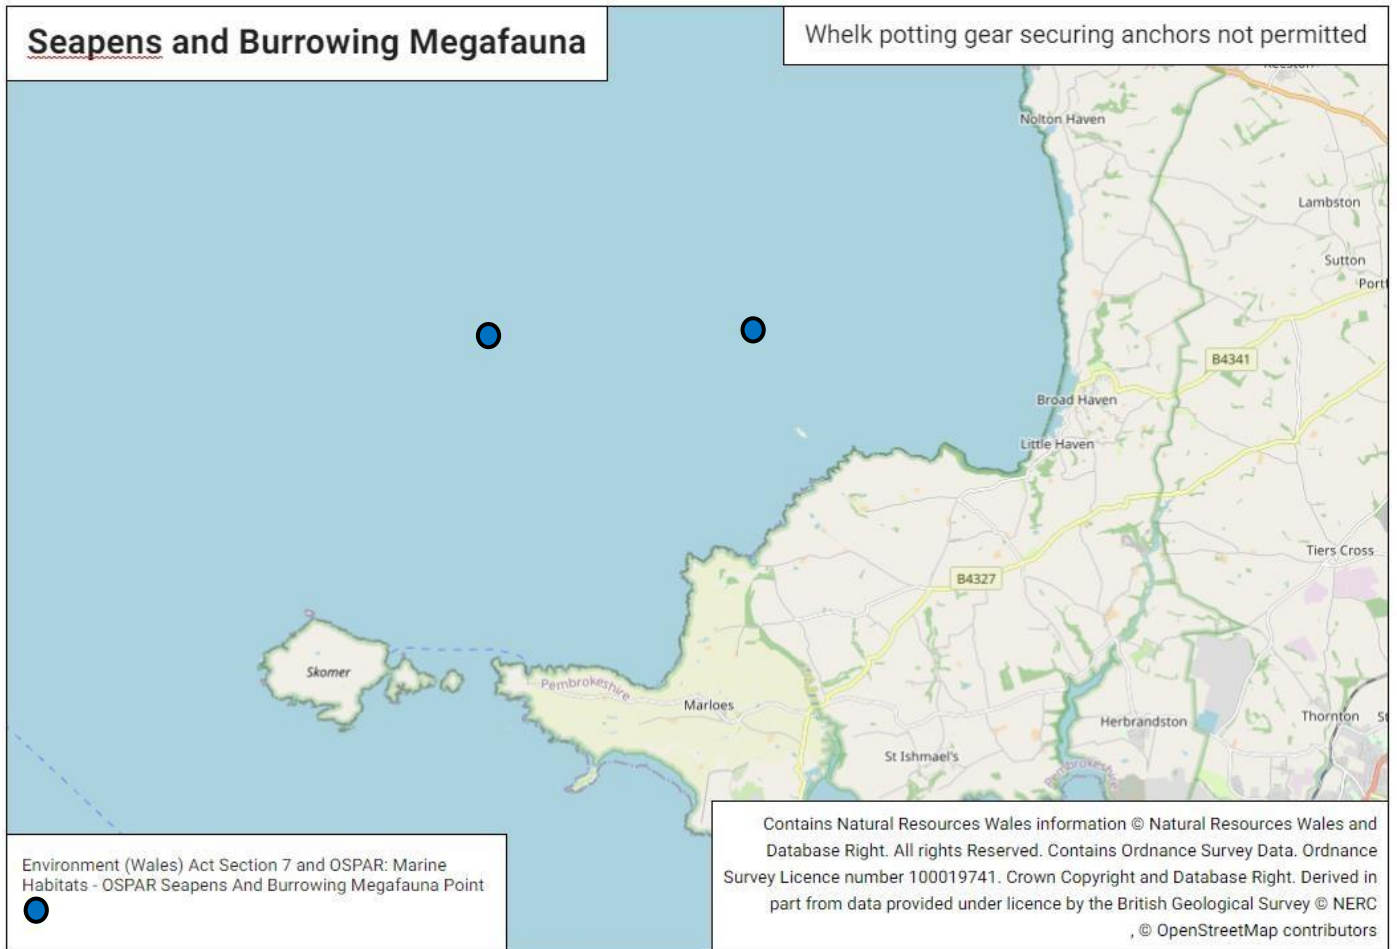 Seapens and Burrowing Megafauna
Whelk potting gear securing anchors not permitted
Nolton Haven
Lambston
Sutton
B4341
Broad Haven
Little Haven
Tiers Cross
B4327
Skomer
Pembrokeshire
Marloes
Herbrandston
Thornton
St Ishmael's
Pembrokeshire
Environment (Wales) Act Section 7 and OSPAR: Marine
Habitats - OSPAR Seapens And Burrowing Megafauna Point
Contains Natural Resources Wales information © Natural Resources Wales and
Database Right. All rights Reserved. Contains Ordnance Survey Data. Ordnance
Survey Licence number 100019741. Crown Copyright and Database Right. Derived in
part from data provided under licence by the British Geological Survey © NERC
, © OpenStreetMap contributors